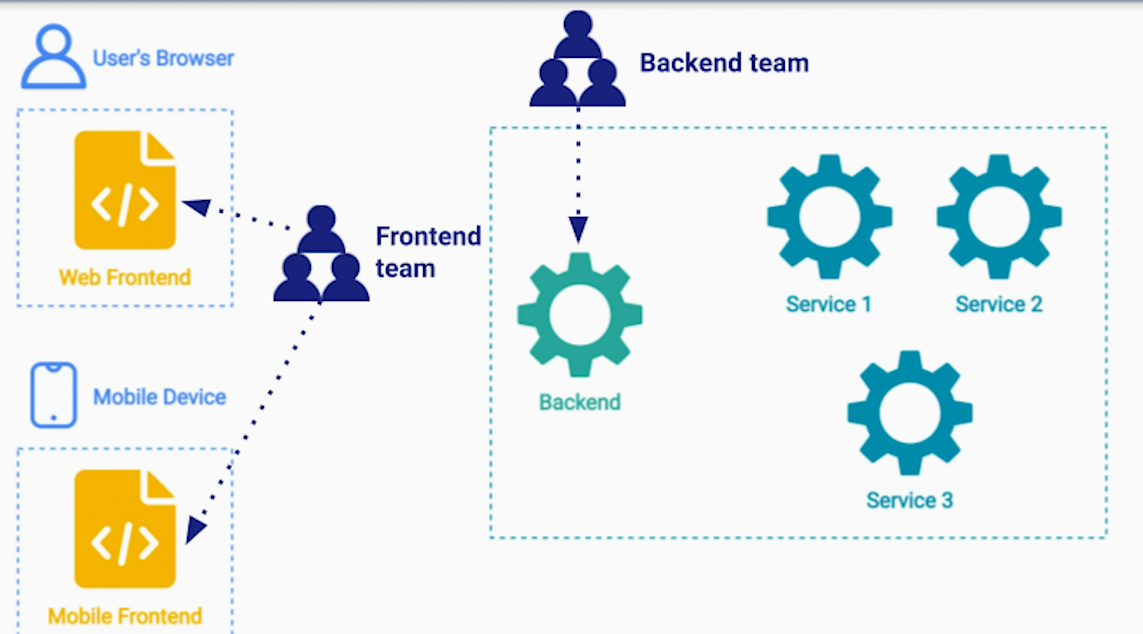 User's Browser
Backend team
Web Frontend
Frontend
team
Service 1
Service 2
Backend
Mobile Device
Service 3
Mobile Frontend